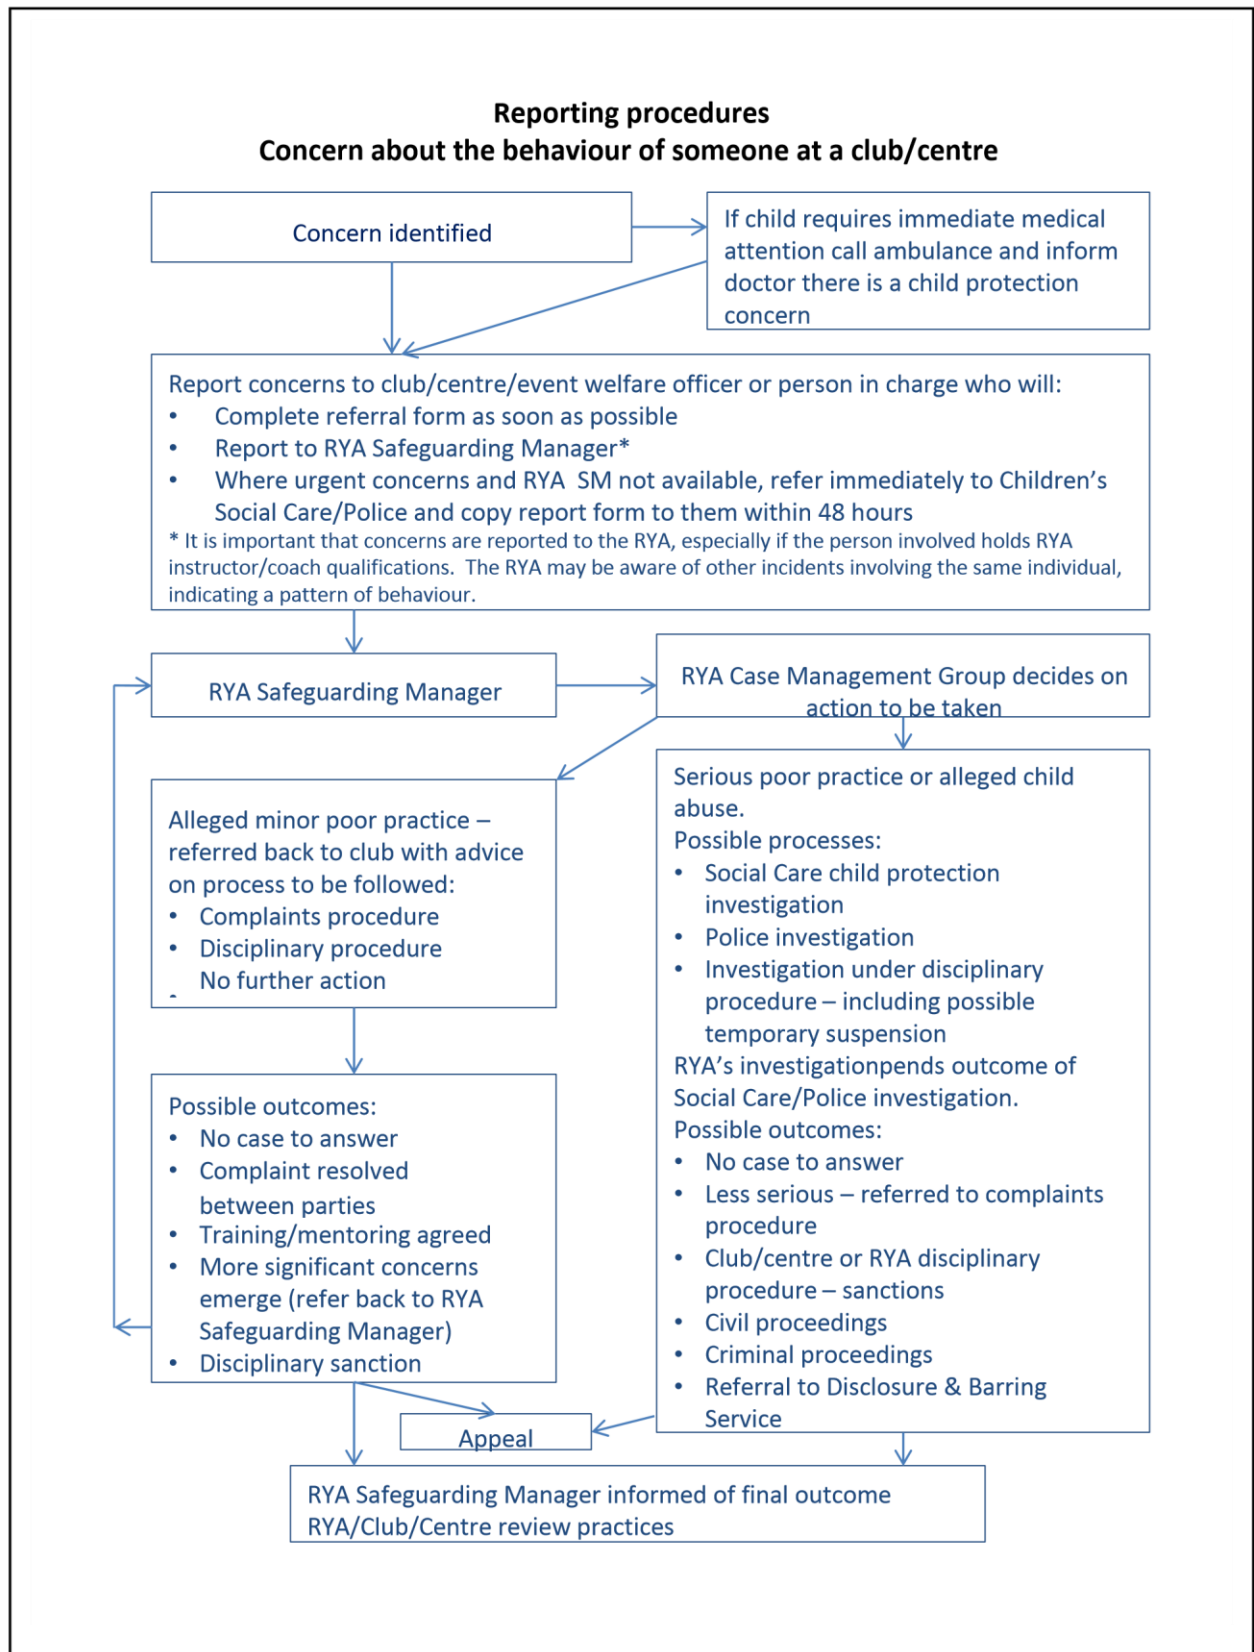 Reporting procedures
Concern about the behaviour of someone at a club/centre
Concern identified
If child requires immediate medical
attention call ambulance and inform
doctor there is a child protection
concern
Report concerns to club/centre/event welfare officer or person in charge who will:
• Complete referral form as soon as possible
• Report to RYA Safeguarding Manager*
• Where urgent concerns and RYA SM not available, refer immediately to Children’s
Social Care/Police and copy report form to them within 48 hours
* It is important that concerns are reported to the RYA, especially if the person involved holds RYA
instructor/coach qualifications. The RYA may be aware of other incidents involving the same individual,
indicating a pattern of behaviour.
RYA Safeguarding Manager
RYA Case Management Group decides on
action to be taken
Alleged minor poor practice –
referred back to club with advice
on process to be followed:
• Complaints procedure
• Disciplinary procedure
No further action
Serious poor practice or alleged child
abuse.
Possible processes:
• Social Care child protection
investigation
• Police investigation
• Investigation under disciplinary
procedure – including possible
temporary suspension
RYA’s investigationpends outcome of
Social Care/Police investigation.
Possible outcomes:
• No case to answer
• Less serious – referred to complaints
procedure
• Club/centre or RYA disciplinary
procedure – sanctions
• Civil proceedings
• Criminal proceedings
• Referral to Disclosure & Barring
Service
Possible outcomes:
• No case to answer
• Complaint resolved
between parties
• Training/mentoring agreed
• More significant concerns
emerge (refer back to RYA
Safeguarding Manager)
• Disciplinary sanction
Appeal
RYA Safeguarding Manager informed of final outcome
RYA/Club/Centre review practices